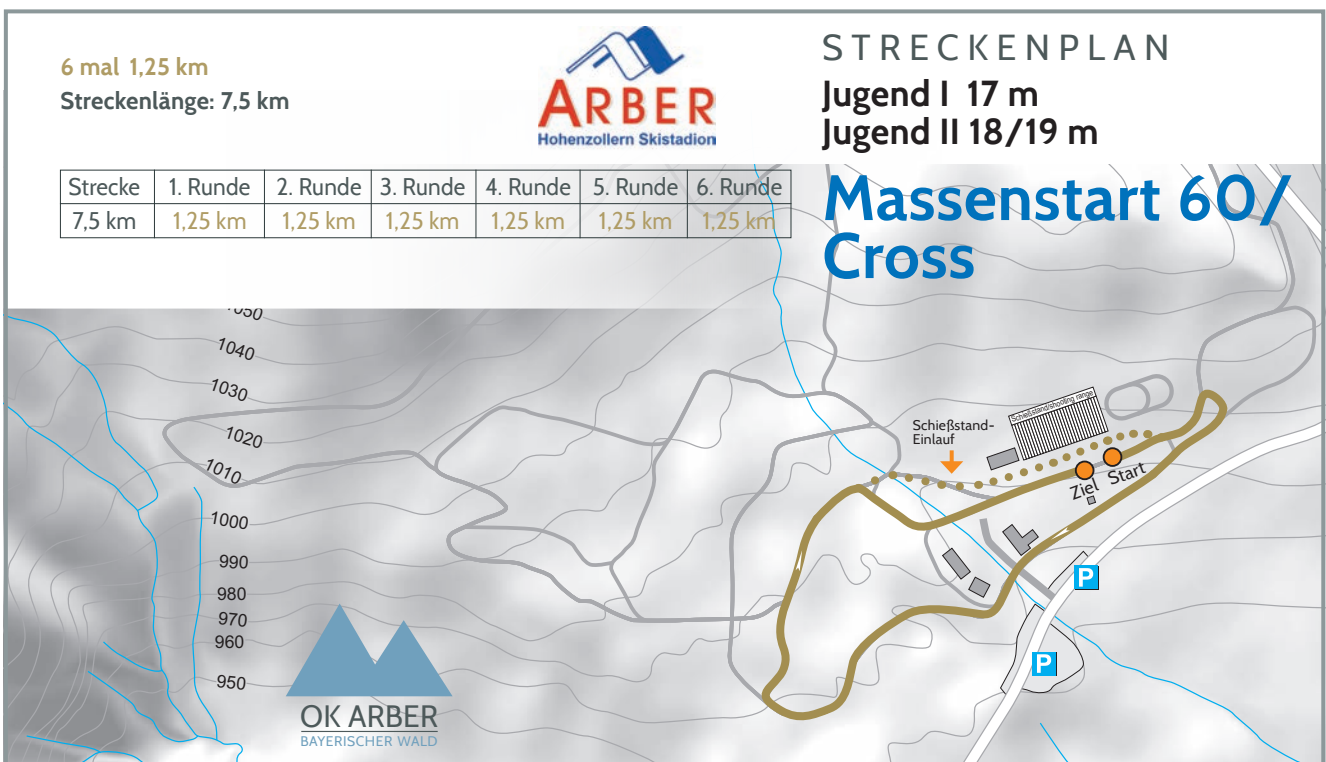 6 mal 1,25 km
Streckenlänge: 7,5 km
ARBER
Hohenzollern Skistadion
STRECKENPLAN
Jugend I 17 m
Jugend II 18/19 m
Massenstart 60/
Cross
Strecke 1. Runde 2. Runde 3. Runde 4. Runde 5. Runde 6. Runde
7,5 km 1,25 km 1,25 km 1,25 km 1,25 km 1,25 km 1,25 km
1050
1040
1030
1020
1010
1000
990
980
970
960
950
Schießstand-
Einlauf
Schießstand/shooting range
Ziel
Start
P
P
OK ARBER
BAYERISCHER WALD